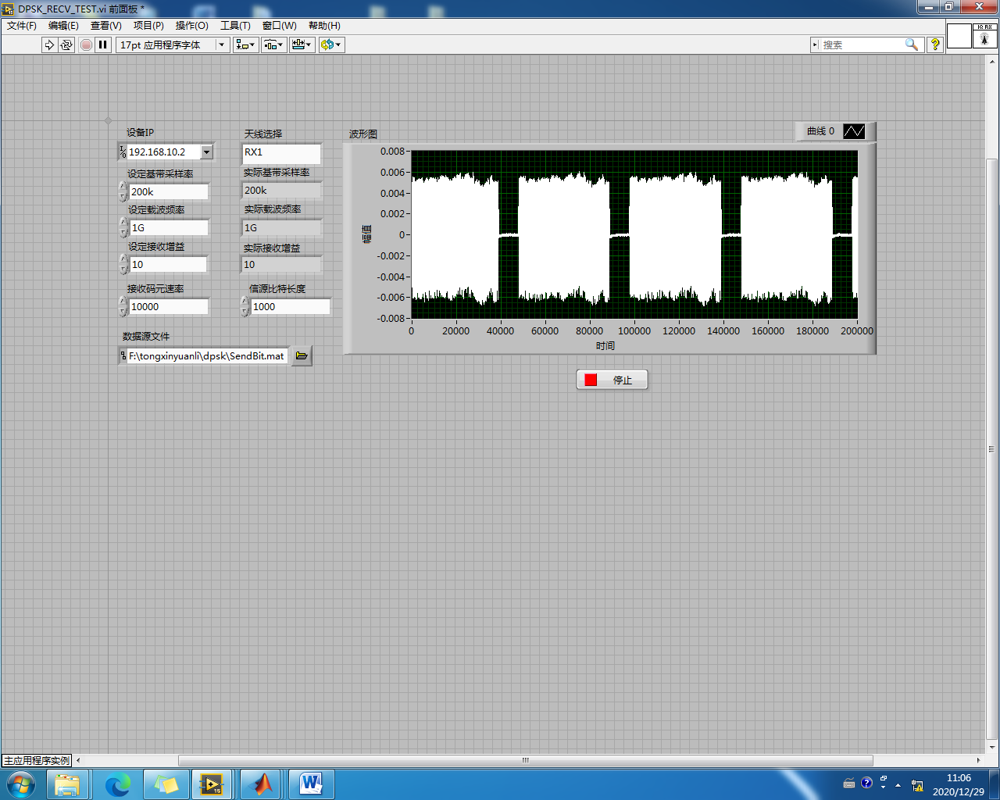 DPSK_RECV_TEST.vi 前面板 *
文件(F) 编辑(E) 查看(V) 项目(P) 操作(O) 工具(T) 窗口(W) 帮助(H)
17pt 应用程序字体
搜索
IQ RX
设备IP
192.168.10.2
天线选择
RX1
设定基带采样率
200k
实际基带采样率
200k
设定载波频率
1G
实际载波频率
1G
设定接收增益
10
实际接收增益
10
接收码元速率
10000
信源比特长度
1000
数据源文件
F:\tongxinyuanli\dpsk\SendBit.mat
波形图
曲线 0
幅值
0.008
0.006
0.004
0.002
0
-0.002
-0.004
-0.006
-0.008
0 20000 40000 60000 80000 100000 120000 140000 160000 180000 200000
时间
停止
主应用程序实例
15
11:06
2020/12/29